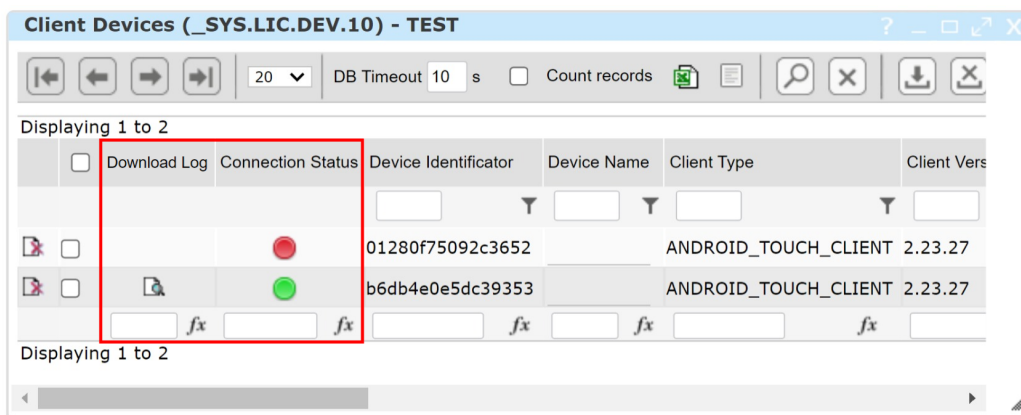 Client Devices (_SYS.LIC.DEV.10) - TEST
20 DB Timeout 10 s Count records
Displaying 1 to 2
Download Log Connection Status Device Identificator Device Name Client Type Client Vers
01280f75092c3652 ANDROID_TOUCH_CLIENT 2.23.27
b6db4e0e5dc39353 ANDROID_TOUCH_CLIENT 2.23.27
fx fx fx fx fx
Displaying 1 to 2